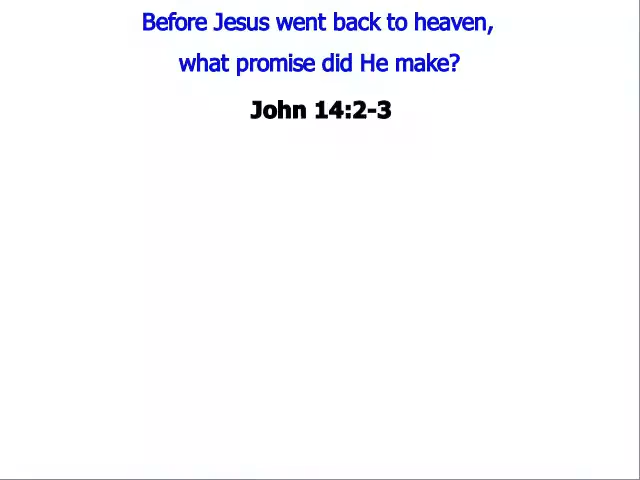 Before Jesus went back to heaven,
what promise did He make?
John 14:2-3